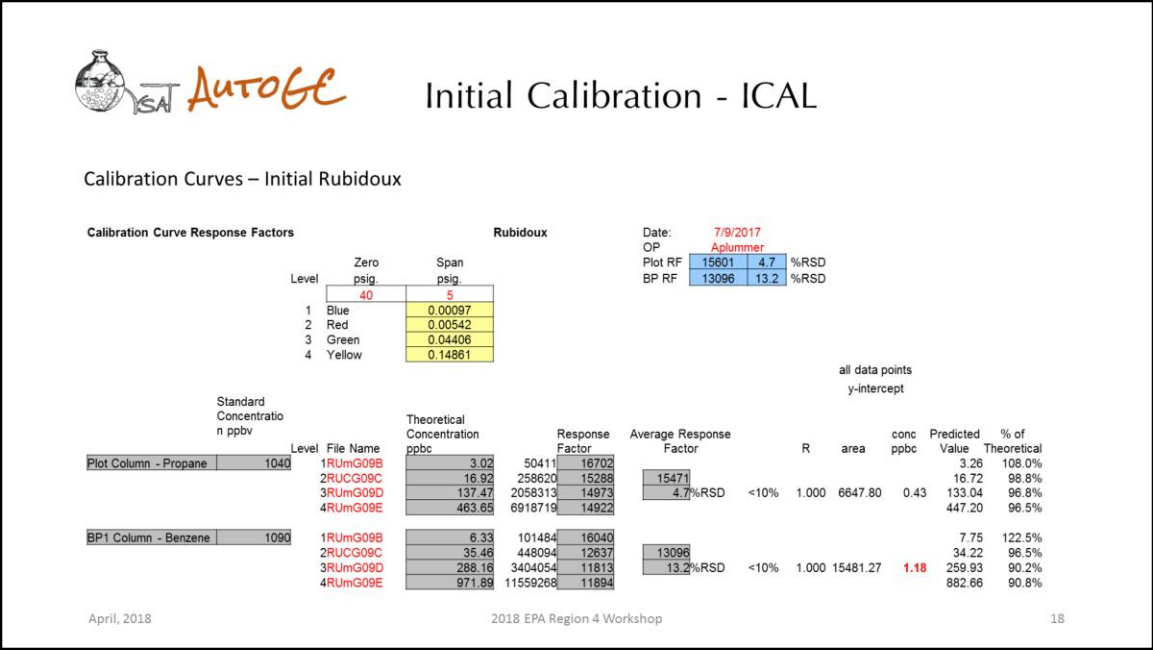 YSAT AutoGC
Initial Calibration - ICAL
Calibration Curves – Initial Rubidoux
Calibration Curve Response Factors Rubidoux Date: 7/9/2017
OP Aplummer
Zero Span Plot RF 15601 4.7 %RSD
Level psig. psig. BP RF 13096 13.2 %RSD
40 5
1 Blue 0.00097
2 Red 0.00542
3 Green 0.04406
4 Yellow 0.14861
all data points
y-intercept
Standard
Concentratio Theoretical
n ppbv Concentration Response Average Response conc Predicted % of
Level File Name ppbc Factor Factor R area ppbc Value Theoretical
Plot Column - Propane 1040 1RUmG09B 3.02 50411 16702 3.26 108.0%
2RUCG09C 16.92 258620 15288 15471 16.72 98.8%
3RUmG09D 137.47 2058313 14973 4.7%RSD <10% 1.000 6647.80 0.43 133.04 96.8%
4RUmG09E 463.65 6918719 14922 447.20 96.5%
BP1 Column - Benzene 1090 1RUmG09B 6.33 101484 16040 7.75 122.5%
2RUCG09C 35.46 448094 12637 13096 34.22 96.5%
3RUmG09D 288.16 3404054 11813 13.2%RSD <10% 1.000 15481.27 1.18 259.93 90.2%
4RUmG09E 971.89 11559268 11894 882.66 90.8%
April, 2018 2018 EPA Region 4 Workshop 18